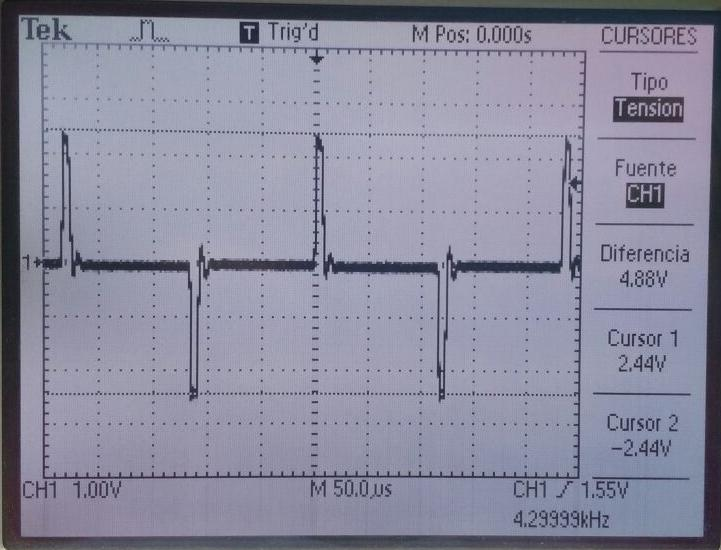 Tek T Trig'd M Pos: 0.000s CURSORES
Tipo
Tension
Fuente
CH1
1
Diferencia
4.88V
Cursor 1
2.44V
Cursor 2
-2.44V
CH1 1.00V M 50.0µs CH1 1.55V
4.29999kHz